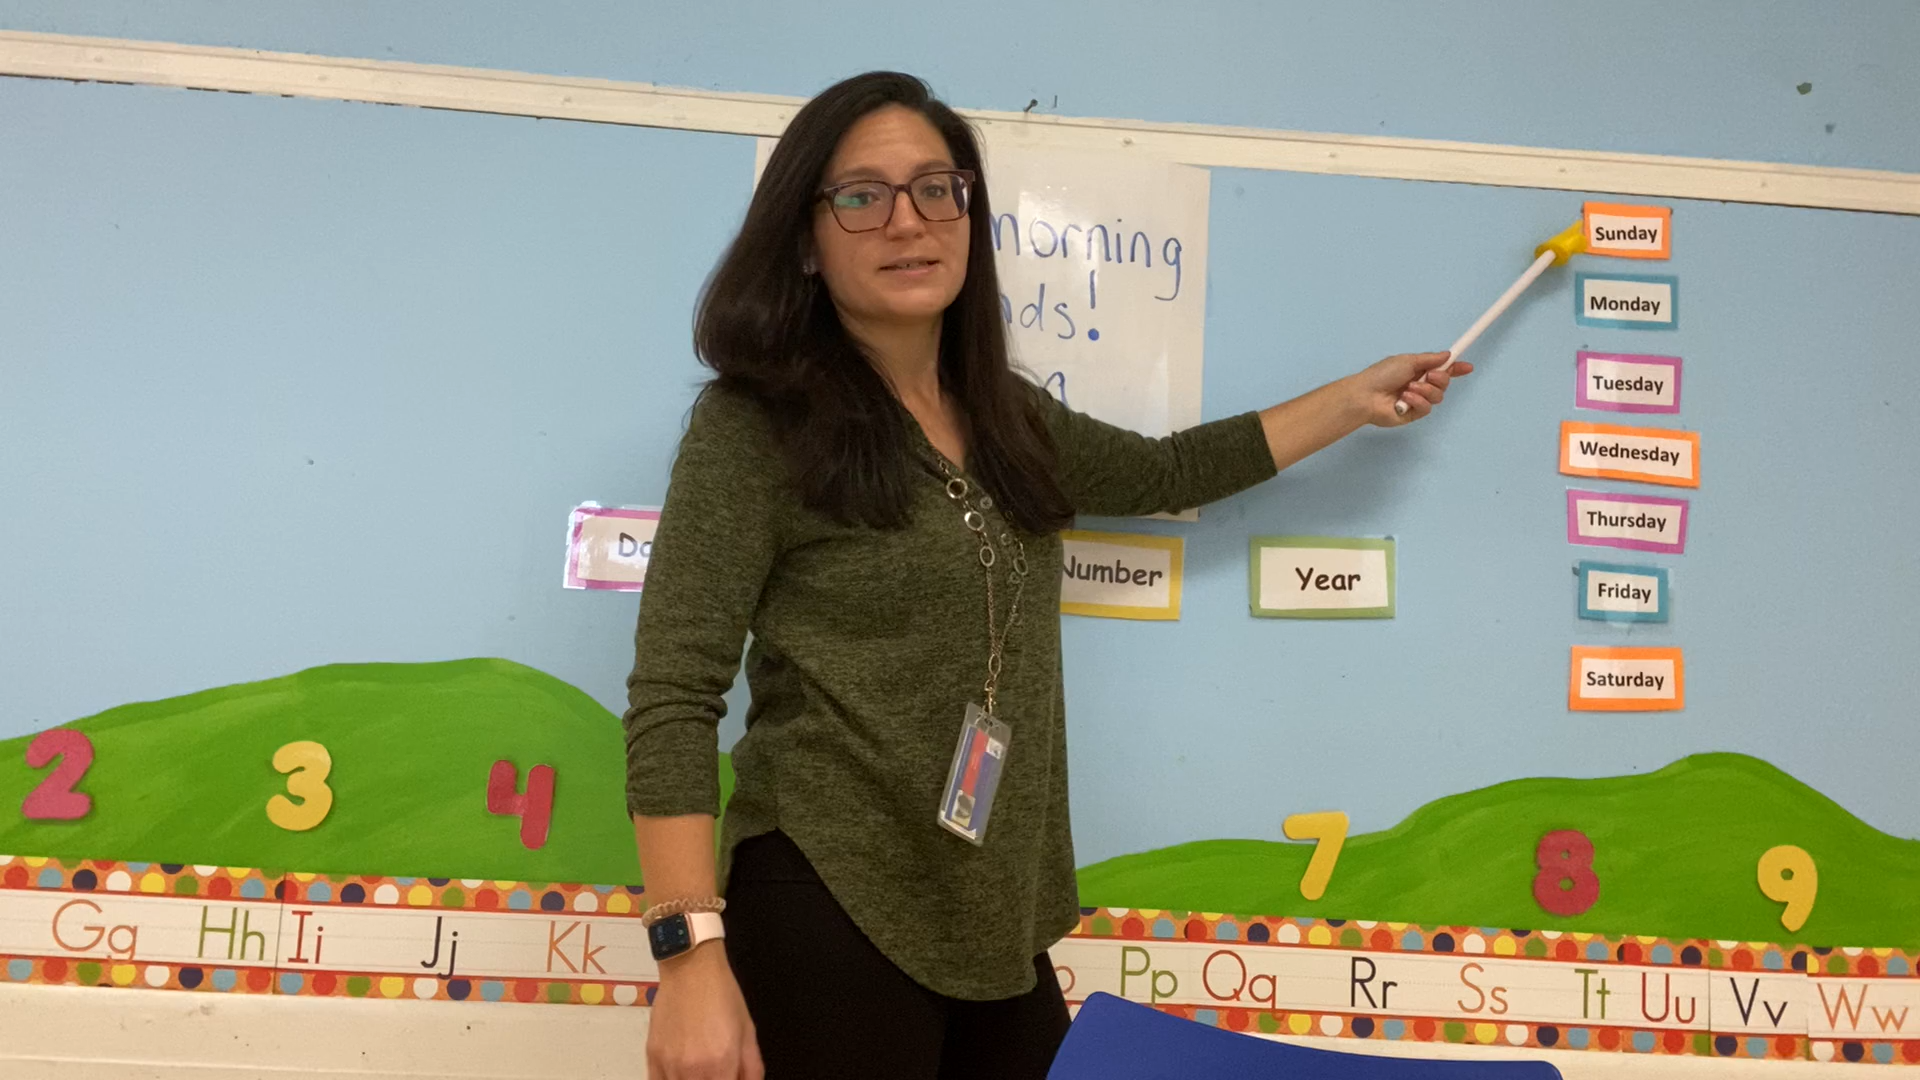 morning
ds!
Sunday
Monday
Tuesday
Wednesday
Thursday
Friday
Saturday
Number
Year
2 3 4 7 8 9
Gg Hh Ii Jj Kk Pp Qq Rr Ss Tt Uu Vv Ww